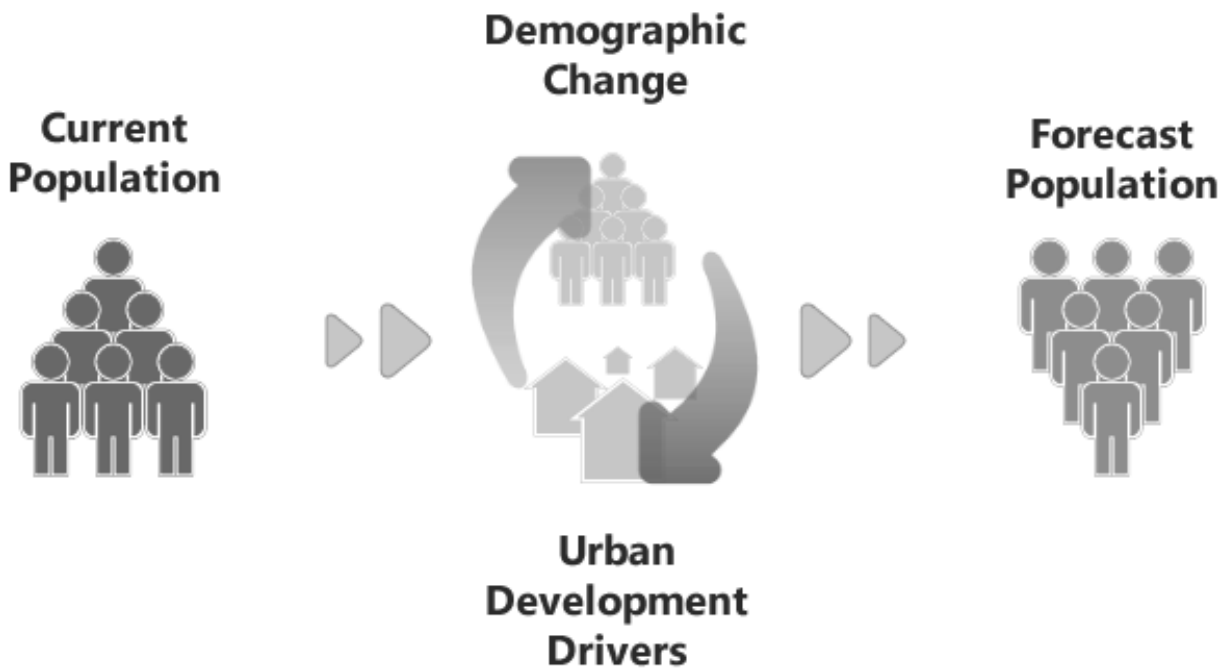 Current
Population
Demographic
Change
Urban
Development
Drivers
Forecast
Population